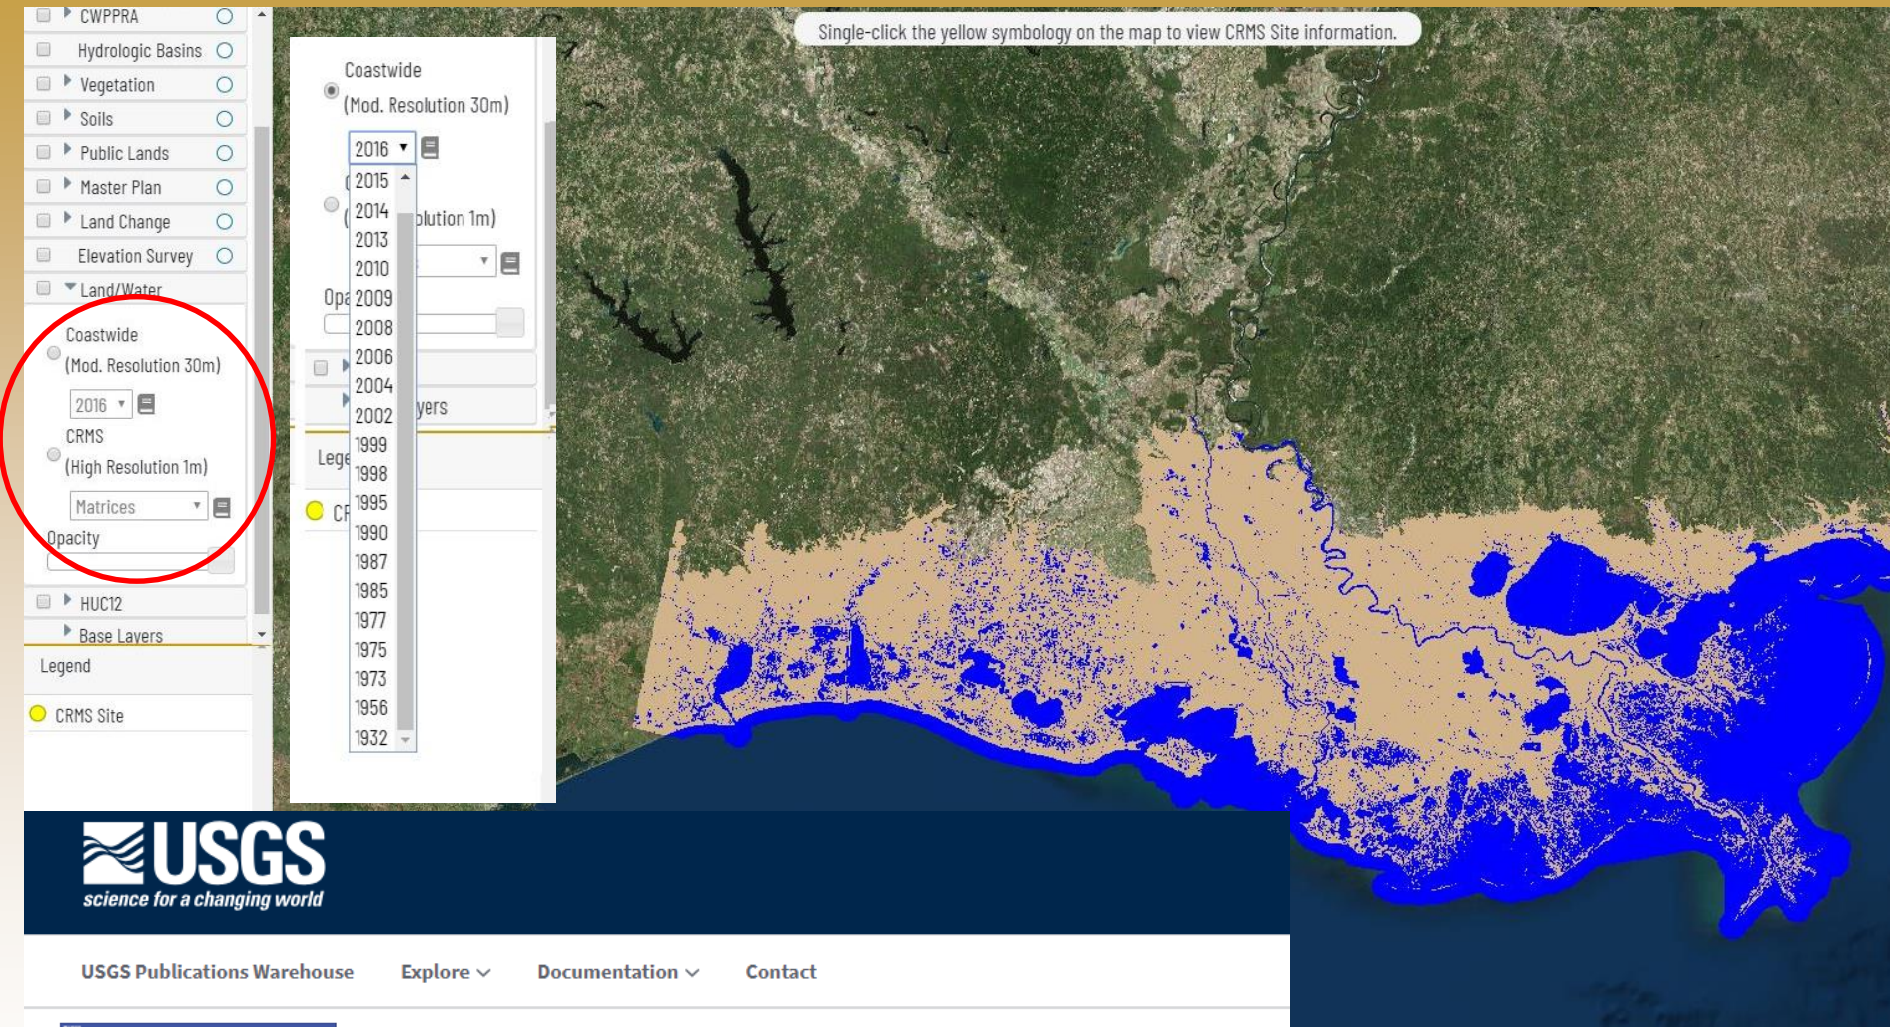 CWPPRA
Hydrologic Basins
Vegetation
Soils
Public Lands
Master Plan
Land Change
Elevation Survey
Land/Water
Coastwide
(Mod. Resolution 30m)
2016
CRMS
(High Resolution 1m)
Matrices
Opacity
HUC12
Base Layers
Legend
CRMS Site
Coastwide
(Mod. Resolution 30m)
2016
2015
2014
2013
2010
2009
2008
2006
2004
2002
1999
1998
1995
1990
1987
1985
1977
1975
1973
1956
1932
Single-click the yellow symbology on the map to view CRMS Site information.
USGS
science for a changing world
USGS Publications Warehouse Explore Documentation Contact